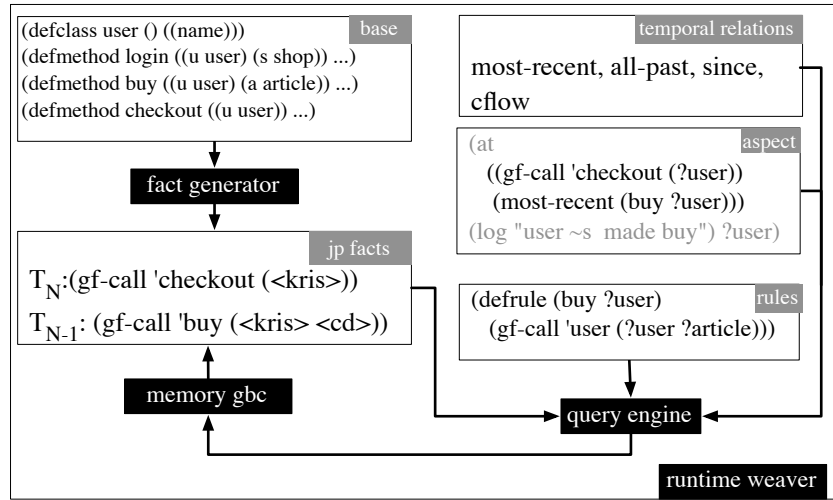 base
(defclass user () ((name)))
(defmethod login ((u user) (s shop)) ...)
(defmethod buy ((u user) (a article)) ...)
(defmethod checkout ((u user)) ...)
fact generator
jp facts
T_N:(gf-call 'checkout (<kris>))
T_N-1: (gf-call 'buy (<kris> <cd>))
memory gbc
temporal relations
most-recent, all-past, since,
cflow
aspect
(at
((gf-call 'checkout (?user))
(most-recent (buy ?user)))
(log "user ~s made buy") ?user)
rules
(defrule (buy ?user)
(gf-call 'user (?user ?article)))
query engine
runtime weaver